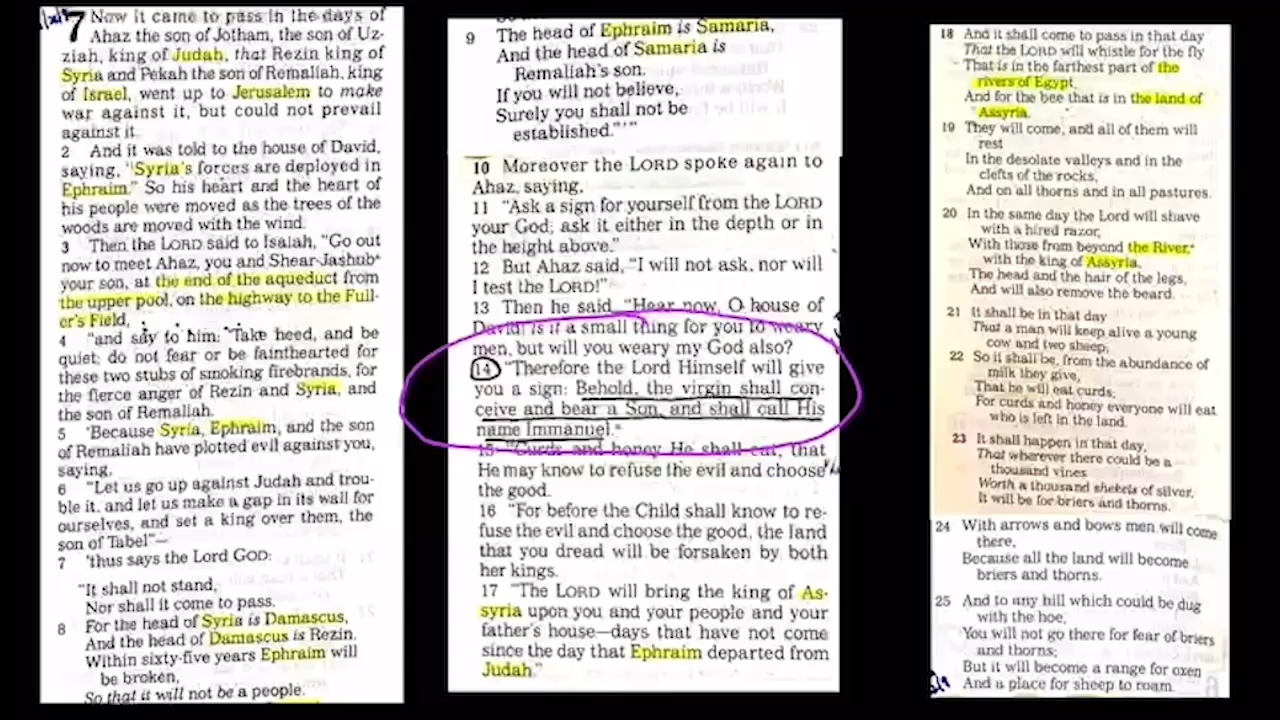 7 Now it came to pass in the days of
Ahaz the son of Jotham, the son of Uz-
ziah, king of Judah, that Rezin king of
Syria and Pekah the son of Remaliah, king
of Israel, went up to Jerusalem to make
war against it, but could not prevail
against it.
2 And it was told to the house of David,
saying, "Syria's forces are deployed in
Ephraim." So his heart and the heart of
his people were moved as the trees of the
woods are moved with the wind.
3 Then the LORD said to Isaiah, "Go out
now to meet Ahaz, you and Shear-Jashub*
your son, at the end of the aqueduct from
the upper pool, on the highway to the Full-
er's Field,
4 "and say to him: 'Take heed, and be
quiet; do not fear or be fainthearted for
these two stubs of smoking firebrands, for
the fierce anger of Rezin and Syria, and
the son of Remaliah.
5 'Because Syria, Ephraim, and the son
of Remaliah have plotted evil against you,
saying,
6 "Let us go up against Judah and trou-
ble it, and let us make a gap in its wall for
ourselves, and set a king over them, the
son of Tabel"—
7 'thus says the Lord GOD:
"It shall not stand,
Nor shall it come to pass.
8 For the head of Syria is Damascus,
And the head of Damascus is Rezin.
Within sixty-five years Ephraim will
be broken,
So that it will not be a people.
9 The head of Ephraim is Samaria,
And the head of Samaria is
Remaliah's son.
If you will not believe,
Surely you shall not be
established."'"
10 Moreover the LORD spoke again to
Ahaz, saying,
11 "Ask a sign for yourself from the LORD
your God; ask it either in the depth or in
the height above."
12 But Ahaz said, "I will not ask, nor will
I test the LORD!"
13 Then he said, "Hear now, O house of
David! Is it a small thing for you to weary
men, but will you weary my God also?
14 "Therefore the Lord Himself will give
you a sign: Behold, the virgin shall con-
ceive and bear a Son, and shall call His
name Immanuel.*
15 "Curds and honey He shall eat, that
He may know to refuse the evil and choose
the good.
16 "For before the Child shall know to re-
fuse the evil and choose the good, the land
that you dread will be forsaken by both
her kings.
17 "The LORD will bring the king of As-
syria upon you and your people and your
father's house—days that have not come
since the day that Ephraim departed from
Judah."
18 And it shall come to pass in that day
That the LORD will whistle for the fly
That is in the farthest part of the
rivers of Egypt,
And for the bee that is in the land of
Assyria.
19 They will come, and all of them will
rest
In the desolate valleys and in the
clefts of the rocks,
And on all thorns and in all pastures.
20 In the same day the Lord will shave
with a hired razor,
With those from beyond the River,*
with the king of Assyria,
The head and the hair of the legs,
And will also remove the beard.
21 It shall be in that day
That a man will keep alive a young
cow and two sheep;
22 So it shall be, from the abundance of
milk they give,
That he will eat curds;
For curds and honey everyone will eat
who is left in the land.
23 It shall happen in that day,
That wherever there could be a
thousand vines
Worth a thousand shekels of silver,
It will be for briers and thorns.
24 With arrows and bows men will come
there,
Because all the land will become
briers and thorns.
25 And to any hill which could be dug
with the hoe,
You will not go there for fear of briers
and thorns;
But it will become a range for oxen
And a place for sheep to roam.